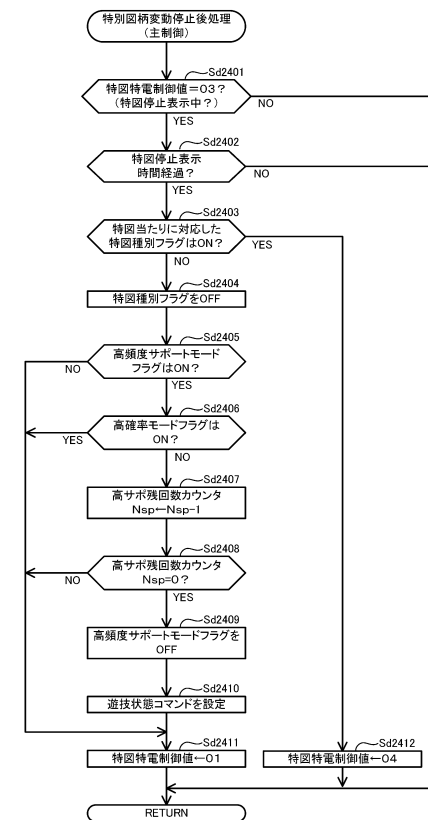 特別図柄変動停止後処理
(主制御)
Sd2401
特図特電制御値=03?
(特図停止表示中?)
NO
YES
Sd2402
特図停止表示
時間経過?
NO
YES
Sd2403
特図当たりに対応した
特図種別フラグはON?
YES
NO
Sd2404
特図種別フラグをOFF
Sd2405
高頻度サポートモード
フラグはON?
NO
YES
Sd2406
高確率モードフラグは
ON?
YES
NO
Sd2407
高サポ残回数カウンタ
Nsp←Nsp-1
Sd2408
高サポ残回数カウンタ
Nsp=0?
NO
YES
Sd2409
高頻度サポートモードフラグを
OFF
Sd2410
遊技状態コマンドを設定
Sd2411
特図特電制御値←01
Sd2412
特図特電制御値←04
RETURN